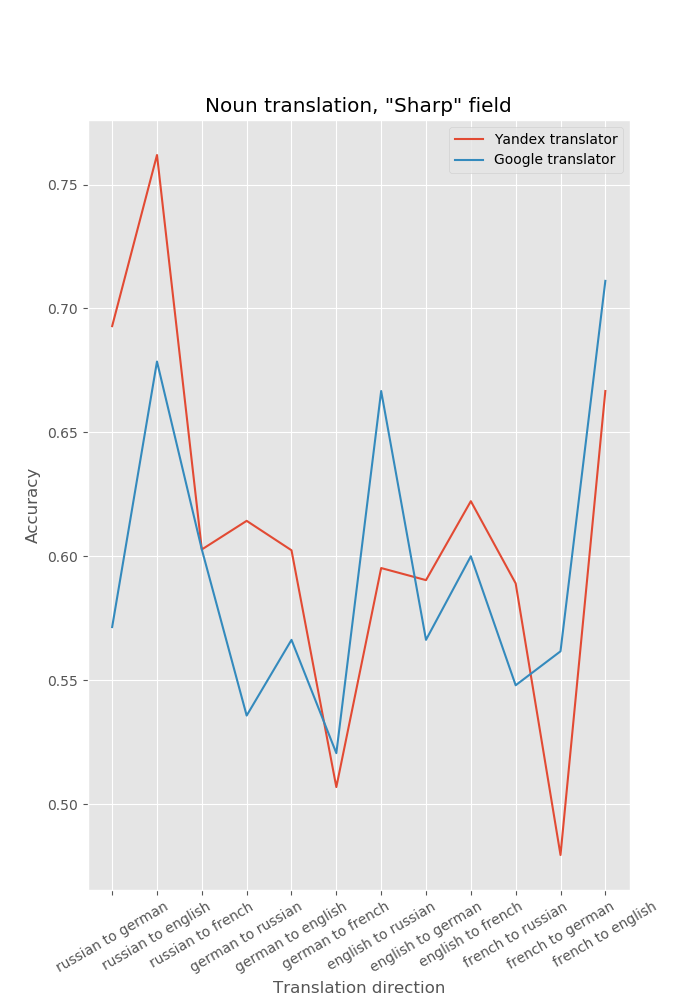 Noun translation, "Sharp" field
Yandex translator
Google translator
Accuracy
0.75
0.70
0.65
0.60
0.55
0.50
russian to german
russian to english
russian to french
german to russian
german to english
german to french
english to russian
english to german
english to french
french to russian
french to german
french to english
Translation direction